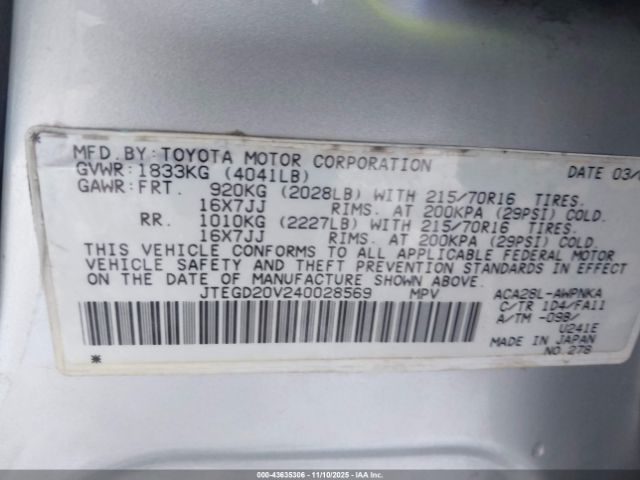 MFD.BY:TOYOTA MOTOR CORPORATION DATE 03/
GVWR:1833KG (4041LB)
GAWR:FRT. 920KG (2028LB) WITH 215/70R16 TIRES.
16X7JJ RIMS. AT 200KPA (29PSI) COLD.
RR. 1010KG (2227LB) WITH 215/70R16 TIRES.
16X7JJ RIMS. AT 200KPA (29PSI) COLD.
THIS VEHICLE CONFORMS TO ALL APPLICABLE FEDERAL MOTOR
VEHICLE SAFETY AND THEFT PREVENTION STANDARDS IN EFFECT
ON THE DATE OF MANUFACTURE SHOWN ABOVE.
JTEGD20V240028569 MPV ACA28L-AWPNKA
C/TR 1D4/FA11
A/TM -09B/
U241E
MADE IN JAPAN
NO.278
000-43635306 - 11/10/2025 - IAAHOLDINGS,LLC